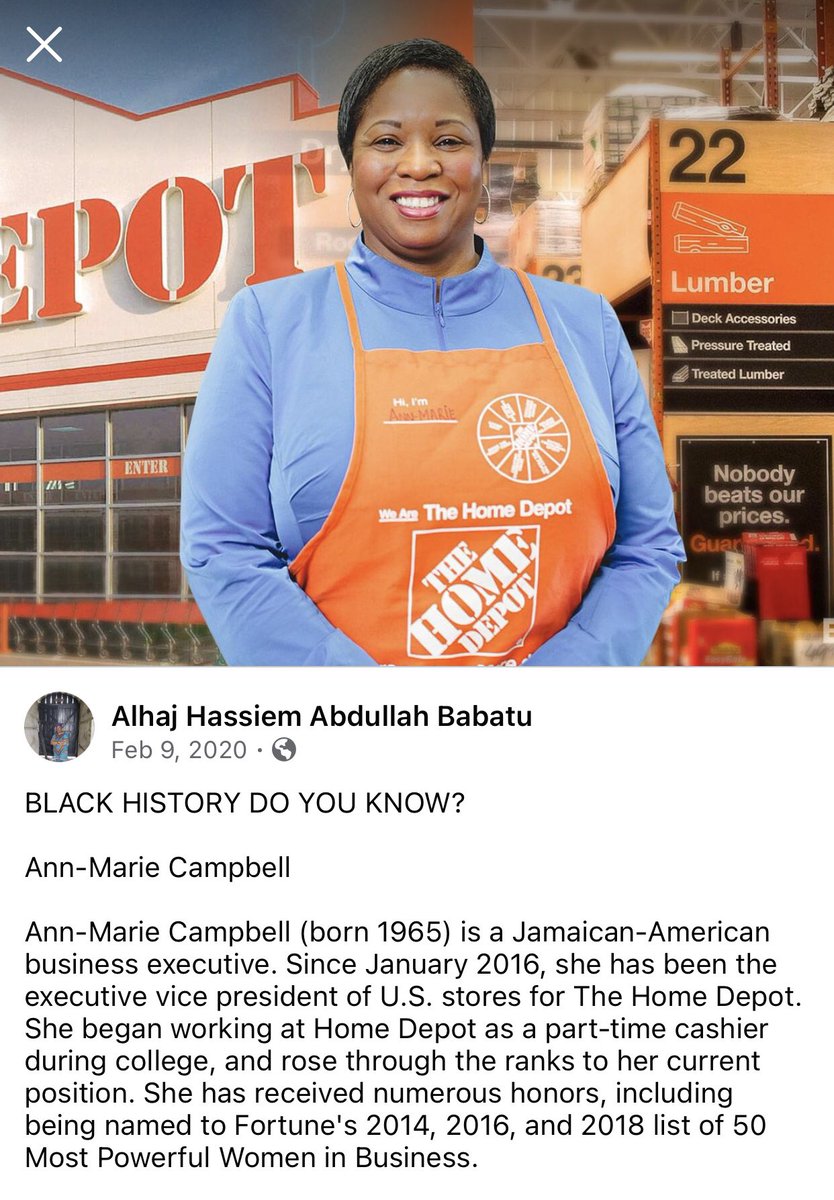 EPOT
22
Lumber
Deck Accessories
Pressure Treated
Treated Lumber
Hi, I'm
ANN-MARIE
We Are The Home Depot
THE
HOME
DEPOT
ENTER
Nobody
beats our
prices.
If
Alhaj Hassiem Abdullah Babatu
Feb 9, 2020 ·
BLACK HISTORY DO YOU KNOW?
Ann-Marie Campbell
Ann-Marie Campbell (born 1965) is a Jamaican-American
business executive. Since January 2016, she has been the
executive vice president of U.S. stores for The Home Depot.
She began working at Home Depot as a part-time cashier
during college, and rose through the ranks to her current
position. She has received numerous honors, including
being named to Fortune's 2014, 2016, and 2018 list of 50
Most Powerful Women in Business.